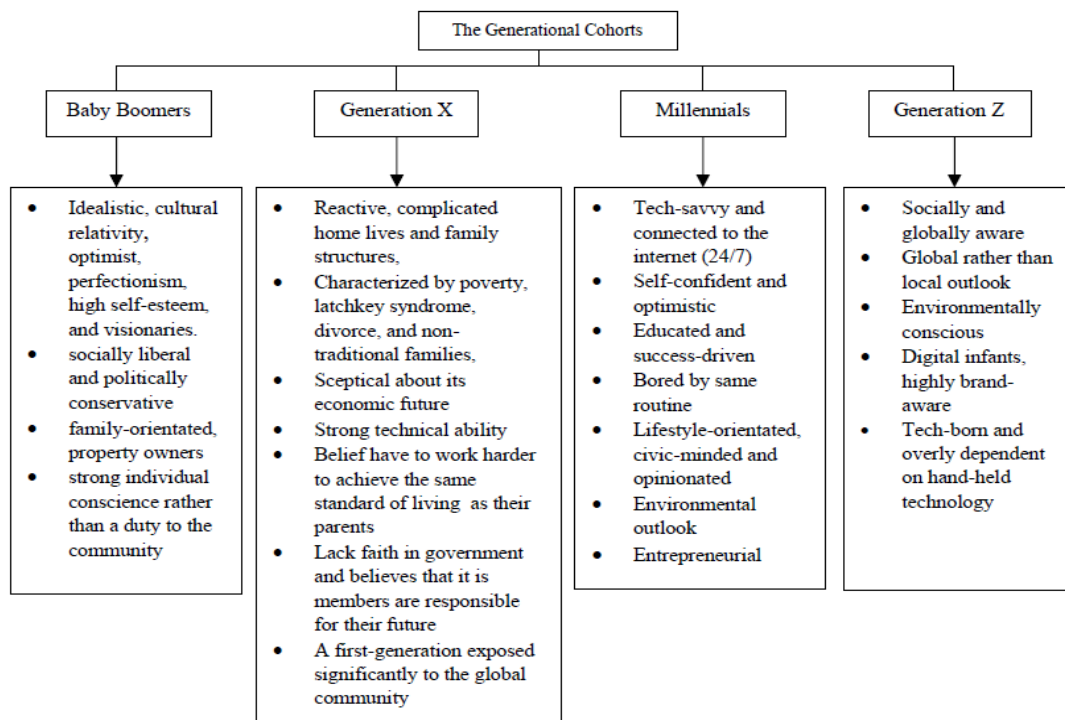 The Generational Cohorts
Baby Boomers
Generation X
Millennials
Generation Z
• Idealistic, cultural
relativity,
optimist,
perfectionism,
high self-esteem,
and visionaries.
• socially liberal
and politically
conservative
• family-orientated,
property owners
• strong individual
conscience rather
than a duty to the
community
• Reactive, complicated
home lives and family
structures,
• Characterized by poverty,
latchkey syndrome,
divorce, and non-
traditional families,
• Sceptical about its
economic future
• Strong technical ability
• Belief have to work harder
to achieve the same
standard of living as their
parents
• Lack faith in government
and believes that it is
members are responsible
for their future
• A first-generation exposed
significantly to the global
community
• Tech-savvy and
connected to the
internet (24/7)
• Self-confident and
optimistic
• Educated and
success-driven
• Bored by same
routine
• Lifestyle-orientated,
civic-minded and
opinionated
• Environmental
outlook
• Entrepreneurial
• Socially and
globally aware
• Global rather than
local outlook
• Environmentally
conscious
• Digital infants,
highly brand-
aware
• Tech-born and
overly dependent
on hand-held
technology